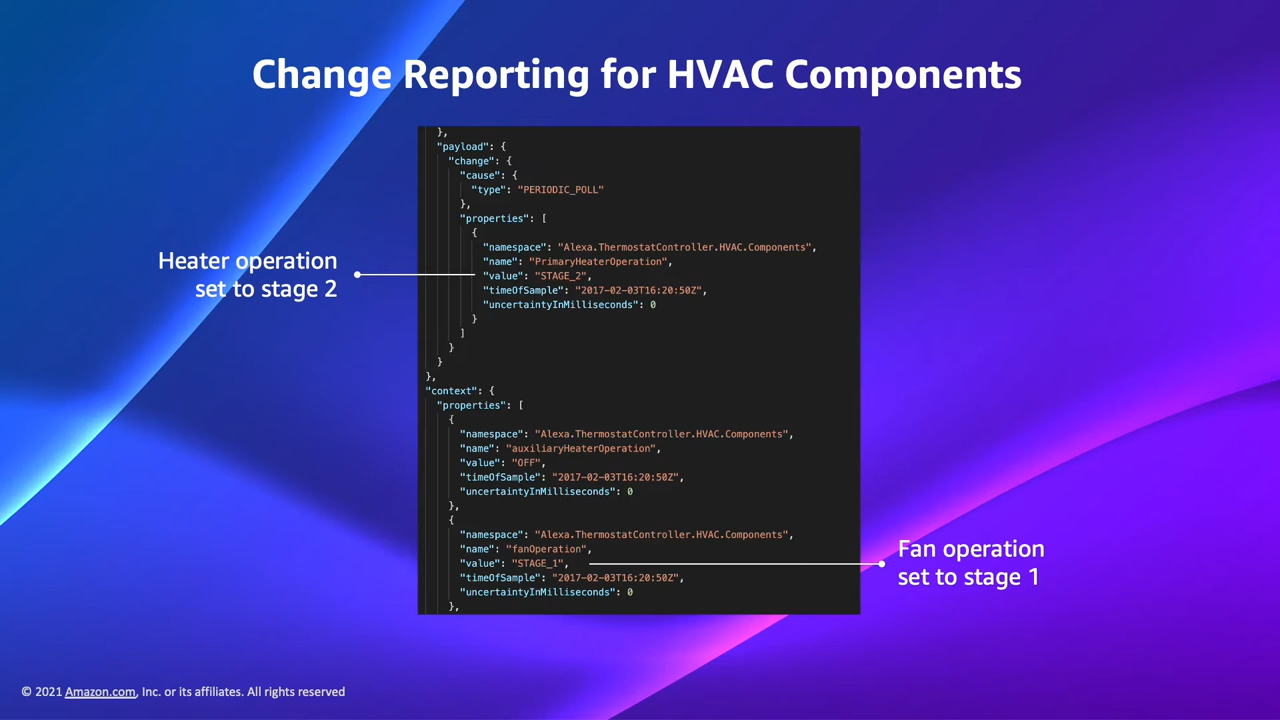 Change Reporting for HVAC Components
},
"payload": {
"change": {
"cause": {
"type": "PERIODIC_POLL"
},
"properties": [
{
"namespace": "Alexa.ThermostatController.HVAC.Components",
"name": "PrimaryHeaterOperation",
"value": "STAGE_2",
"timeOfSample": "2017-02-03T16:20:50Z",
"uncertaintyInMilliseconds": 0
}
]
}
}
},
"context": {
"properties": [
{
"namespace": "Alexa.ThermostatController.HVAC.Components",
"name": "auxiliaryHeaterOperation",
"value": "OFF",
"timeOfSample": "2017-02-03T16:20:50Z",
"uncertaintyInMilliseconds": 0
},
{
"namespace": "Alexa.ThermostatController.HVAC.Components",
"name": "fanOperation",
"value": "STAGE_1",
"timeOfSample": "2017-02-03T16:20:50Z",
"uncertaintyInMilliseconds": 0
},
Heater operation
set to stage 2
Fan operation
set to stage 1
© 2021 Amazon.com, Inc. or its affiliates. All rights reserved